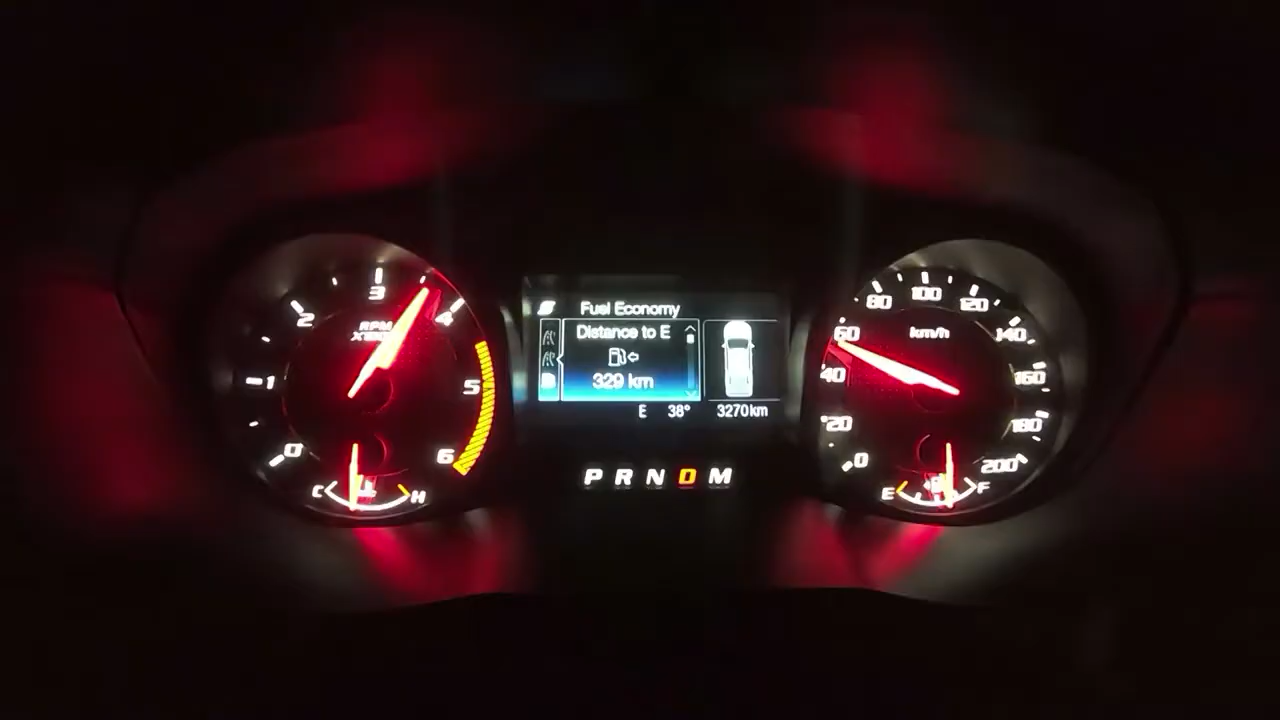 0
1
2
3
4
5
6
RPM
C H
Fuel Economy
Distance to E
329 km
E 38° 3270km
P R N D M
0
20
40
60
80
100
120
140
160
180
200
km/h
E F